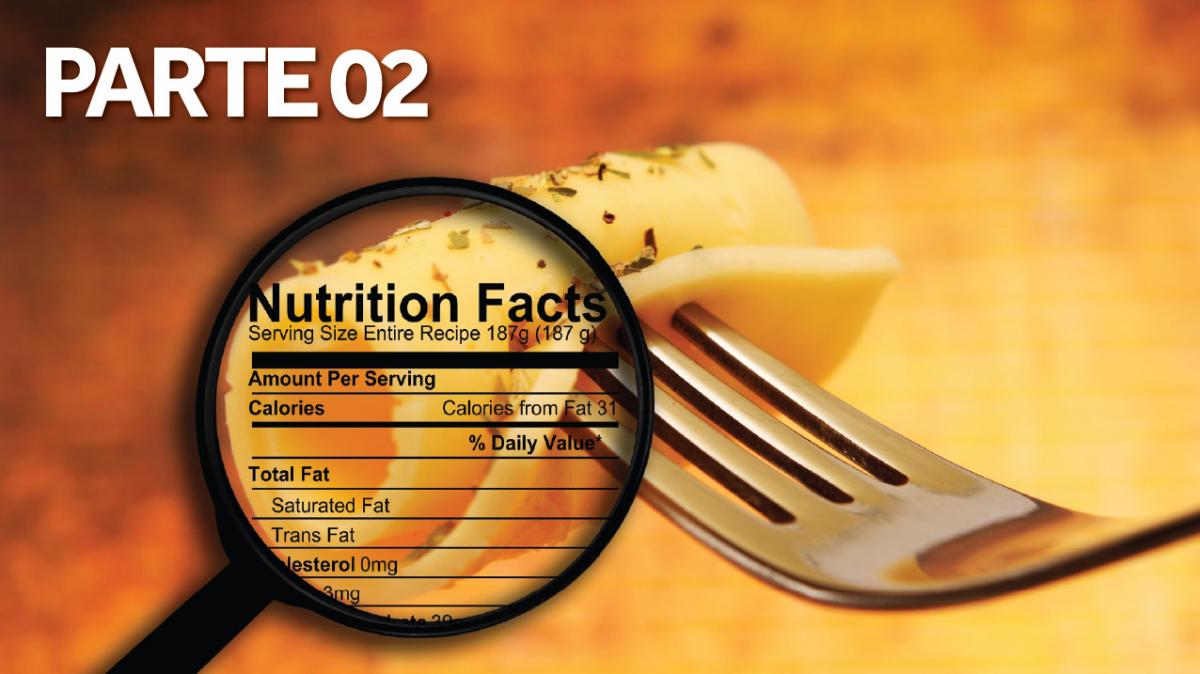 PARTE 02
Nutrition Facts
Serving Size Entire Recipe 187g (187 g)
Amount Per Serving
Calories Calories from Fat 31
% Daily Value*
Total Fat
Saturated Fat
Trans Fat
lesterol 0mg
3mg